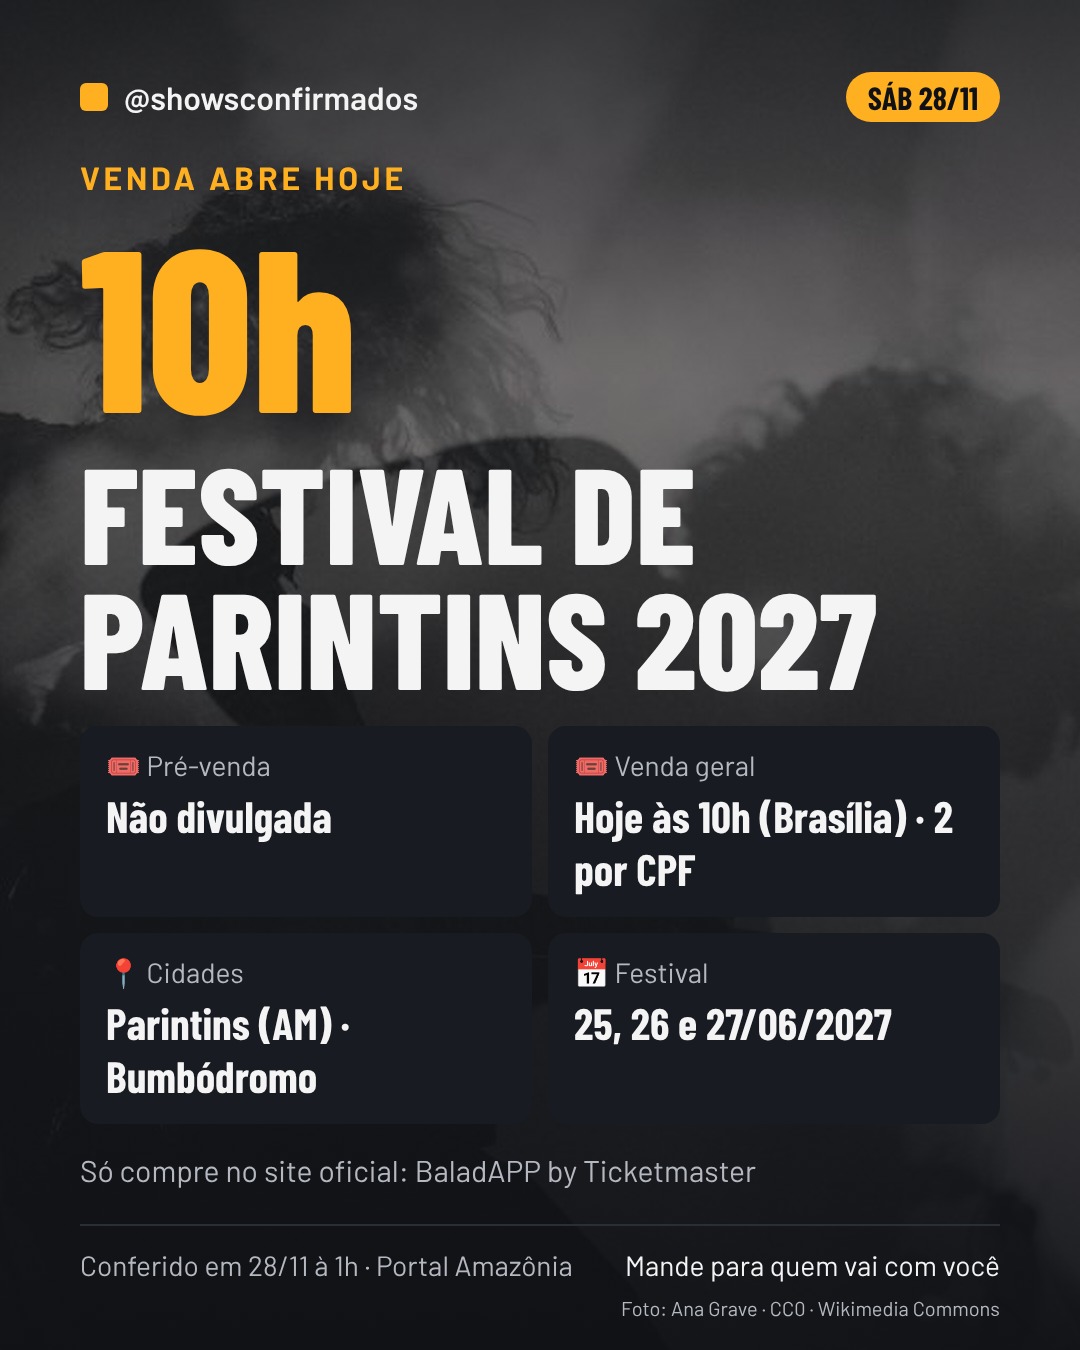 @showsconfirmados
SÁB 28/11
VENDA ABRE HOJE
10h
FESTIVAL DE
PARINTINS 2027
🎟️ Pré-venda
Não divulgada
🎟️ Venda geral
Hoje às 10h (Brasília) · 2
por CPF
📍 Cidades
Parintins (AM) ·
Bumbódromo
📅 Festival
25, 26 e 27/06/2027
Só compre no site oficial: BaladAPP by Ticketmaster
Conferido em 28/11 à 1h · Portal Amazônia
Mande para quem vai com você
Foto: Ana Grave · CC0 · Wikimedia Commons